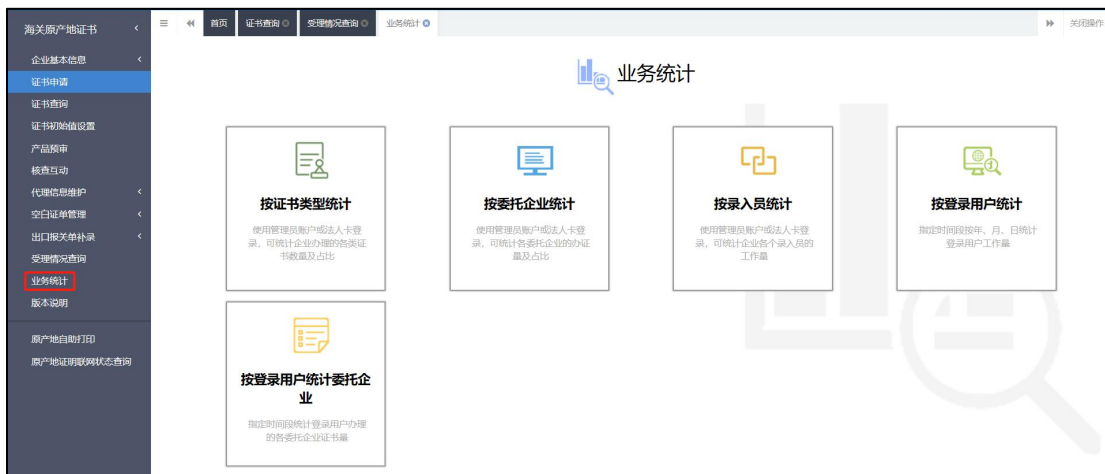 海关原产地证书
首页 证书查询 受理情况查询 业务统计 关闭操作
企业基本信息
证书申请
证书查询
证书初始值设置
产品预审
核查互动
代理信息维护
空白证单管理
出口报关单补录
受理情况查询
业务统计
版本说明
原产地自助打印
原产地证明联网状态查询
业务统计
按证书类型统计
使用管理员账户或法人卡登
录，可统计企业办理的各类证
书数量及占比
按委托企业统计
使用管理员账户或法人卡登
录，可统计各委托企业的办证
量及占比
按录入员统计
使用管理员账户或法人卡登
录，可统计企业各个录入员的
工作量
按登录用户统计
指定时间段按年、月、日统计
登录用户工作量
按登录用户统计委托企
业
指定时间段统计登录用户办理
的各委托企业证书量